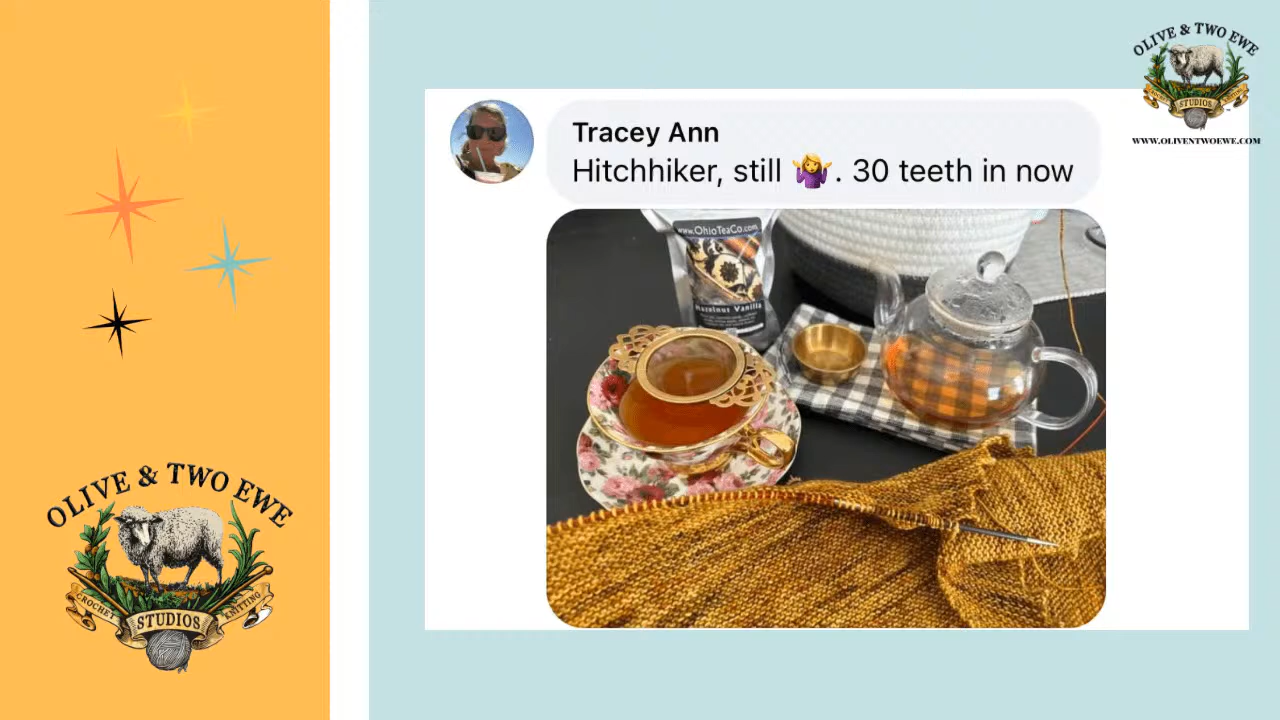 OLIVE & TWO EWE
CROCHET
STUDIOS
KNITTING
Tracey Ann
Hitchhiker, still 🤷‍♀️. 30 teeth in now
www.OhioTeaCo.com
Hazelnut Vanilla
OLIVE & TWO EWE
CROCHET
STUDIOS
KNITTING
WWW.OLIVENTWOEWE.COM